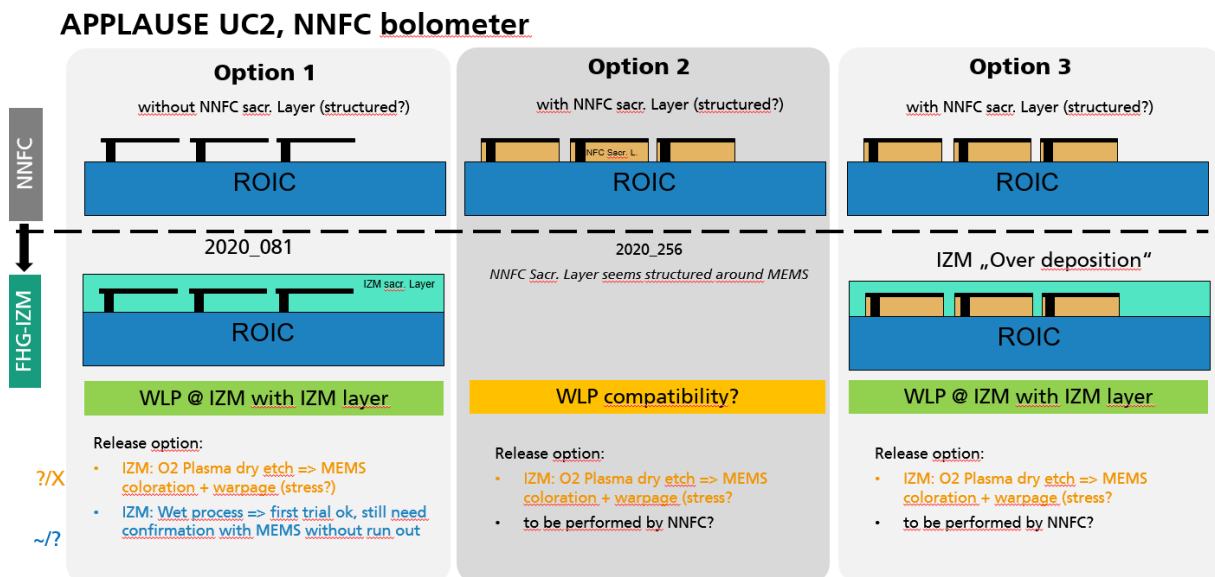 APPLAUSE UC2, NNFC bolometer
NNFC
FHG-IZM
?/X
~/?
Option 1
without NNFC sacr. Layer (structured?)
ROIC
2020_081
IZM sacr. Layer
ROIC
WLP @ IZM with IZM layer
Release option:
• IZM: O2 Plasma dry etch => MEMS
coloration + warpage (stress?)
• IZM: Wet process => first trial ok, still need
confirmation with MEMS without run out
Option 2
with NNFC sacr. Layer (structured?)
NFC Sacr. L.
ROIC
2020_256
NNFC Sacr. Layer seems structured around MEMS
WLP compatibility?
Release option:
• IZM: O2 Plasma dry etch => MEMS
coloration + warpage (stress?
• to be performed by NNFC?
Option 3
with NNFC sacr. Layer (structured?)
ROIC
IZM „Over deposition“
ROIC
WLP @ IZM with IZM layer
Release option:
• IZM: O2 Plasma dry etch => MEMS
coloration + warpage (stress?
• to be performed by NNFC?